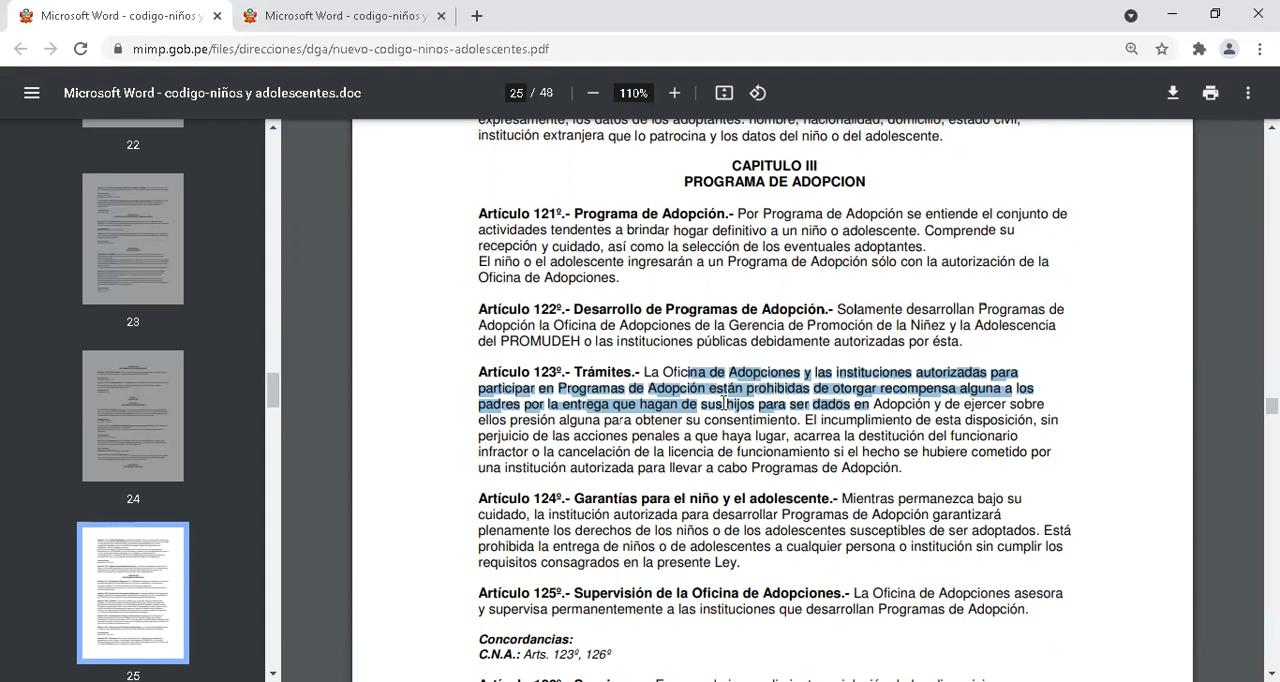 Microsoft Word - codigo-niños y
Microsoft Word - codigo-niños y
mimp.gob.pe/files/direcciones/dga/nuevo-codigo-ninos-adolescentes.pdf
Microsoft Word - codigo-niños y adolescentes.doc
25 / 48
110%
22
23
24
25
expresamente, los datos de los adoptantes: nombre, nacionalidad, domicilio, estado civil,
institución extranjera que lo patrocina y los datos del niño o del adolescente.
CAPITULO III
PROGRAMA DE ADOPCION
Artículo 121º.- Programa de Adopción.- Por Programa de Adopción se entiende el conjunto de
actividades tendentes a brindar hogar definitivo a un niño o adolescente. Comprende su
recepción y cuidado, así como la selección de los eventuales adoptantes.
El niño o el adolescente ingresarán a un Programa de Adopción sólo con la autorización de la
Oficina de Adopciones.
Artículo 122º.- Desarrollo de Programas de Adopción.- Solamente desarrollan Programas de
Adopción la Oficina de Adopciones de la Gerencia de Promoción de la Niñez y la Adolescencia
del PROMUDEH o las instituciones públicas debidamente autorizadas por ésta.
Artículo 123º.- Trámites.- La Oficina de Adopciones y las instituciones autorizadas para
participar en Programas de Adopción están prohibidas de otorgar recompensa alguna a los
padres por la entrega que hagan de sus hijos para ser dados en Adopción y de ejercer sobre
ellos presión alguna para obtener su consentimiento. El incumplimiento de esta disposición, sin
perjuicio de las acciones penales a que haya lugar, acarrea la destitución del funcionario
infractor o la cancelación de la licencia de funcionamiento si el hecho se hubiere cometido por
una institución autorizada para llevar a cabo Programas de Adopción.
Artículo 124º.- Garantías para el niño y el adolescente.- Mientras permanezca bajo su
cuidado, la institución autorizada para desarrollar Programas de Adopción garantizará
plenamente los derechos de los niños o de los adolescentes susceptibles de ser adoptados. Está
prohibida la entrega de niños o de adolescentes a cualquier persona o institución sin cumplir los
requisitos consagrados en la presente Ley.
Artículo 125º.- Supervisión de la Oficina de Adopciones.- La Oficina de Adopciones asesora
y supervisa permanentemente a las instituciones que desarrollan Programas de Adopción.
Concordancias:
C.N.A.: Arts. 123º, 126º